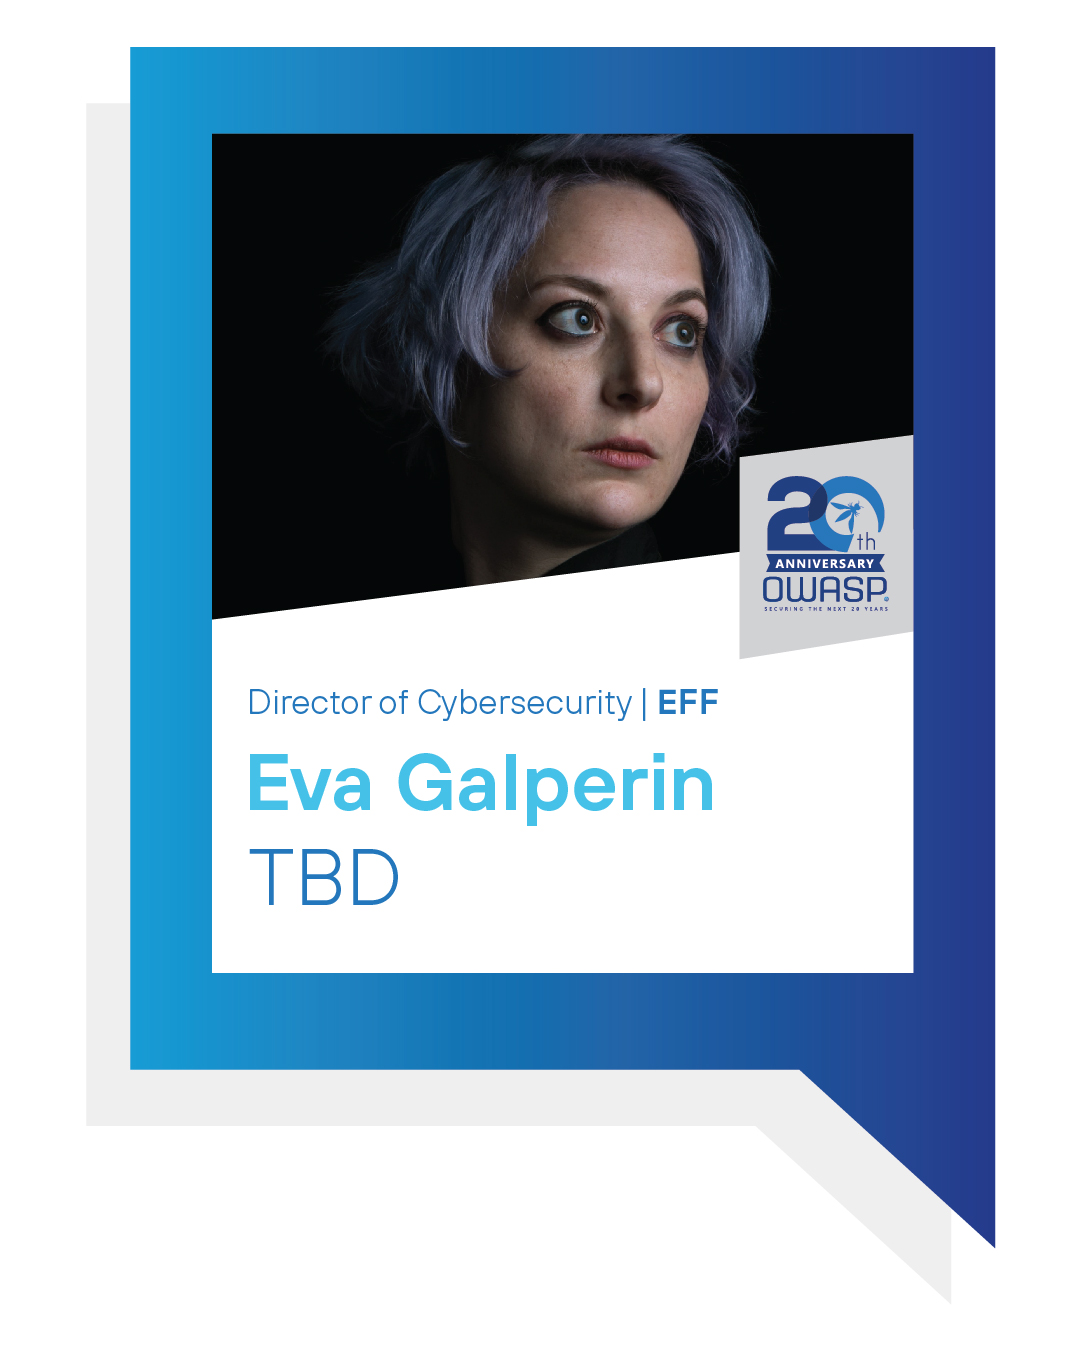 20th
ANNIVERSARY
OWASP
SECURING THE NEXT 20 YEARS
Director of Cybersecurity | EFF
Eva Galperin
TBD